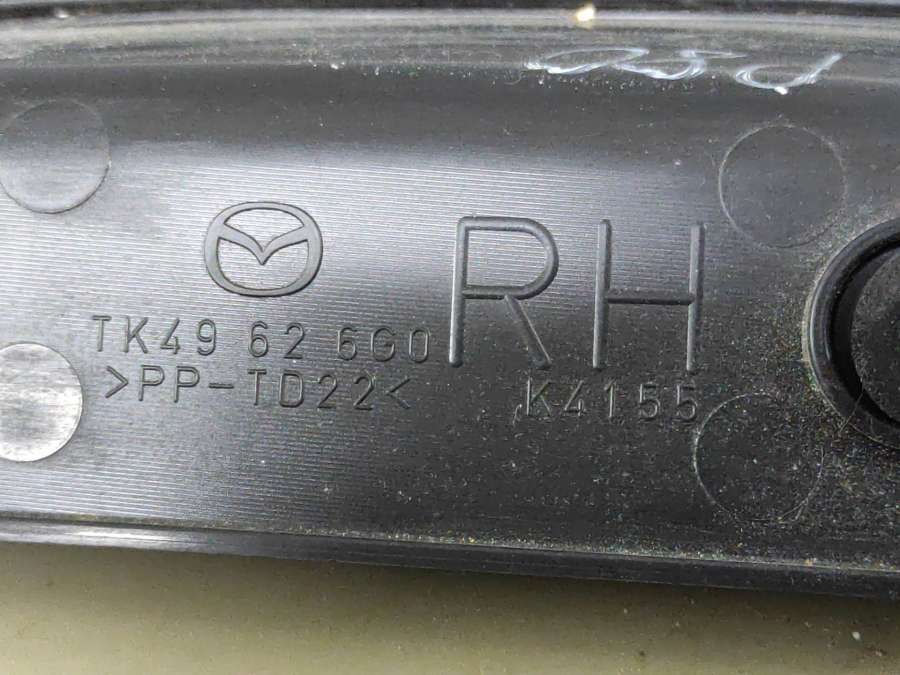 RH
TK49 62 6G0
>PP-TD22<
K4155